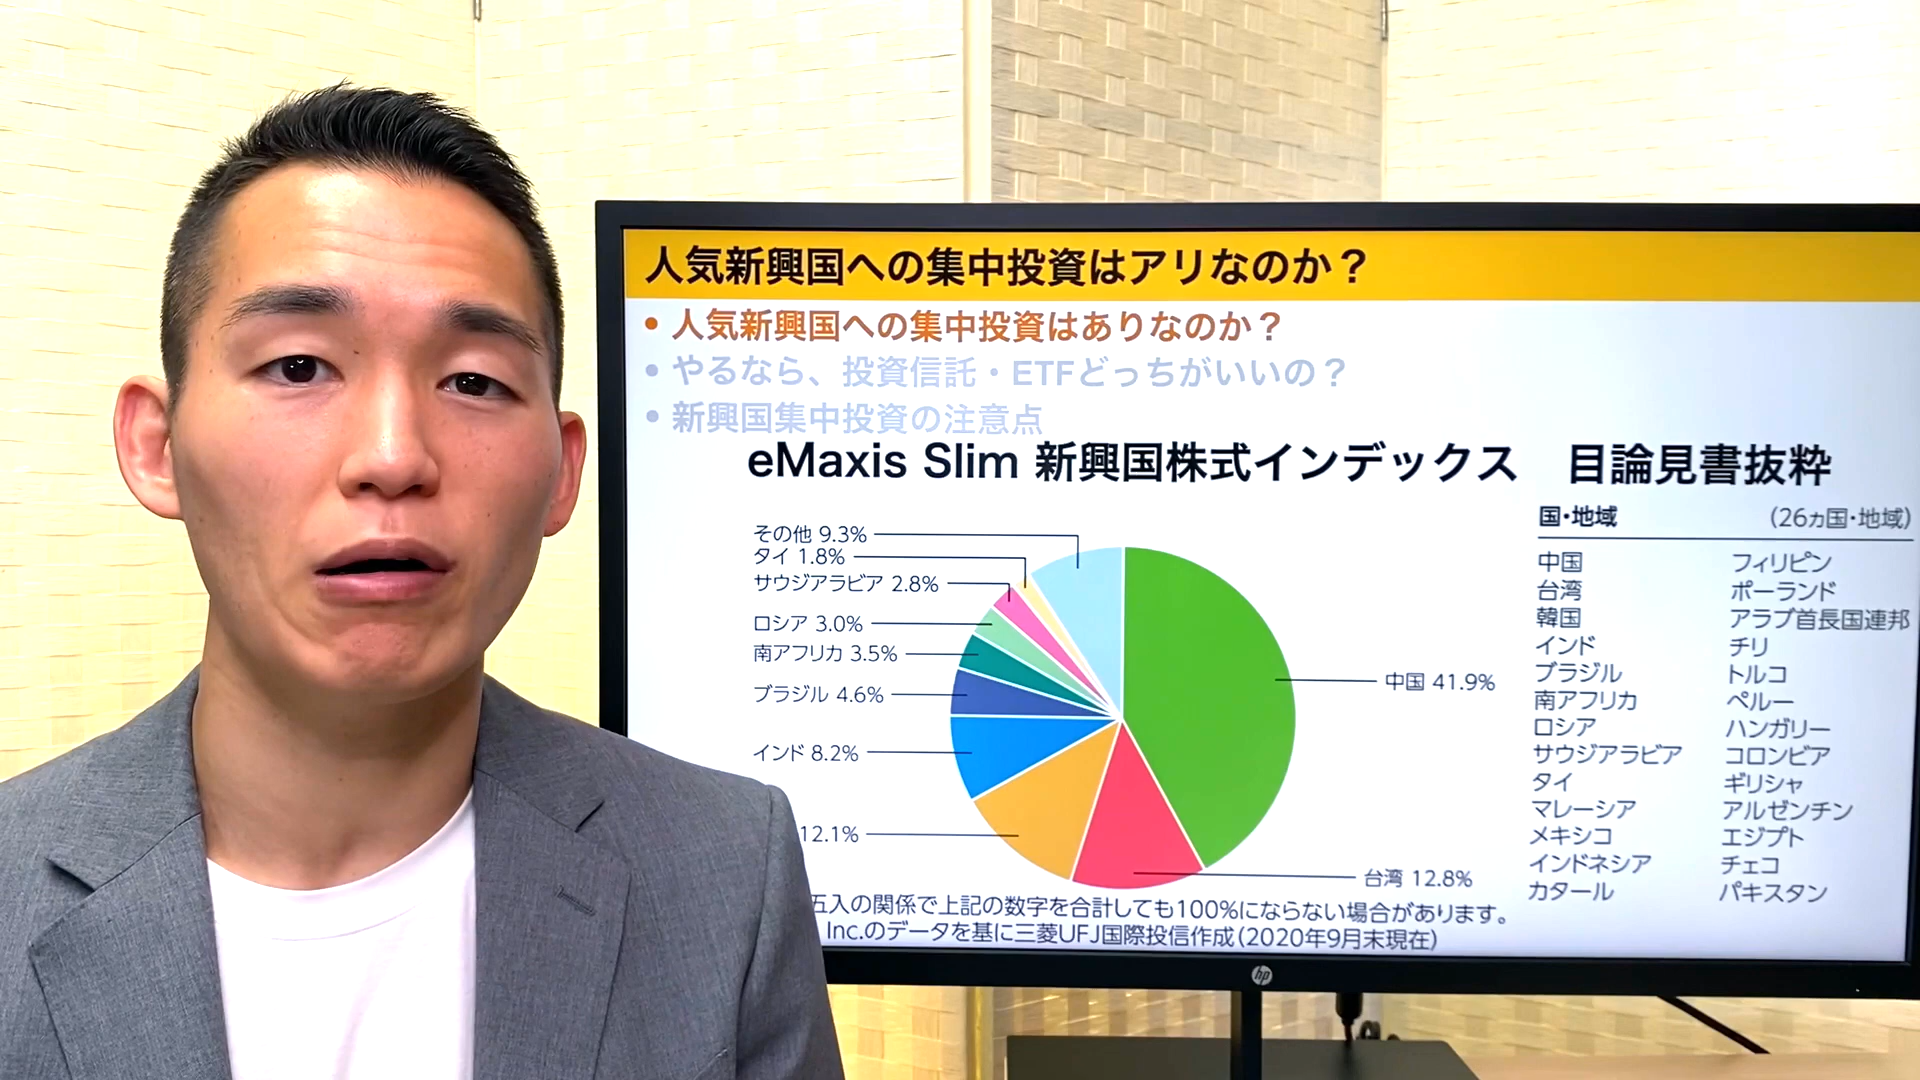 人気新興国への集中投資はアリなのか？
• 人気新興国への集中投資はありなのか？
• やるなら、投資信託・ETFどっちがいいの？
• 新興国集中投資の注意点
eMaxis Slim 新興国株式インデックス 目論見書抜粋
その他 9.3%
タイ 1.8%
サウジアラビア 2.8%
ロシア 3.0%
南アフリカ 3.5%
ブラジル 4.6%
インド 8.2%
12.1%
中国 41.9%
台湾 12.8%
国・地域 （26ヵ国・地域）
中国 フィリピン
台湾 ポーランド
韓国 アラブ首長国連邦
インド チリ
ブラジル トルコ
南アフリカ ペルー
ロシア ハンガリー
サウジアラビア コロンビア
タイ ギリシャ
マレーシア アルゼンチン
メキシコ エジプト
インドネシア チェコ
カタール パキスタン
五入の関係で上記の数字を合計しても100%にならない場合があります。
Inc.のデータを基に三菱UFJ国際投信作成（2020年9月末現在）
hp